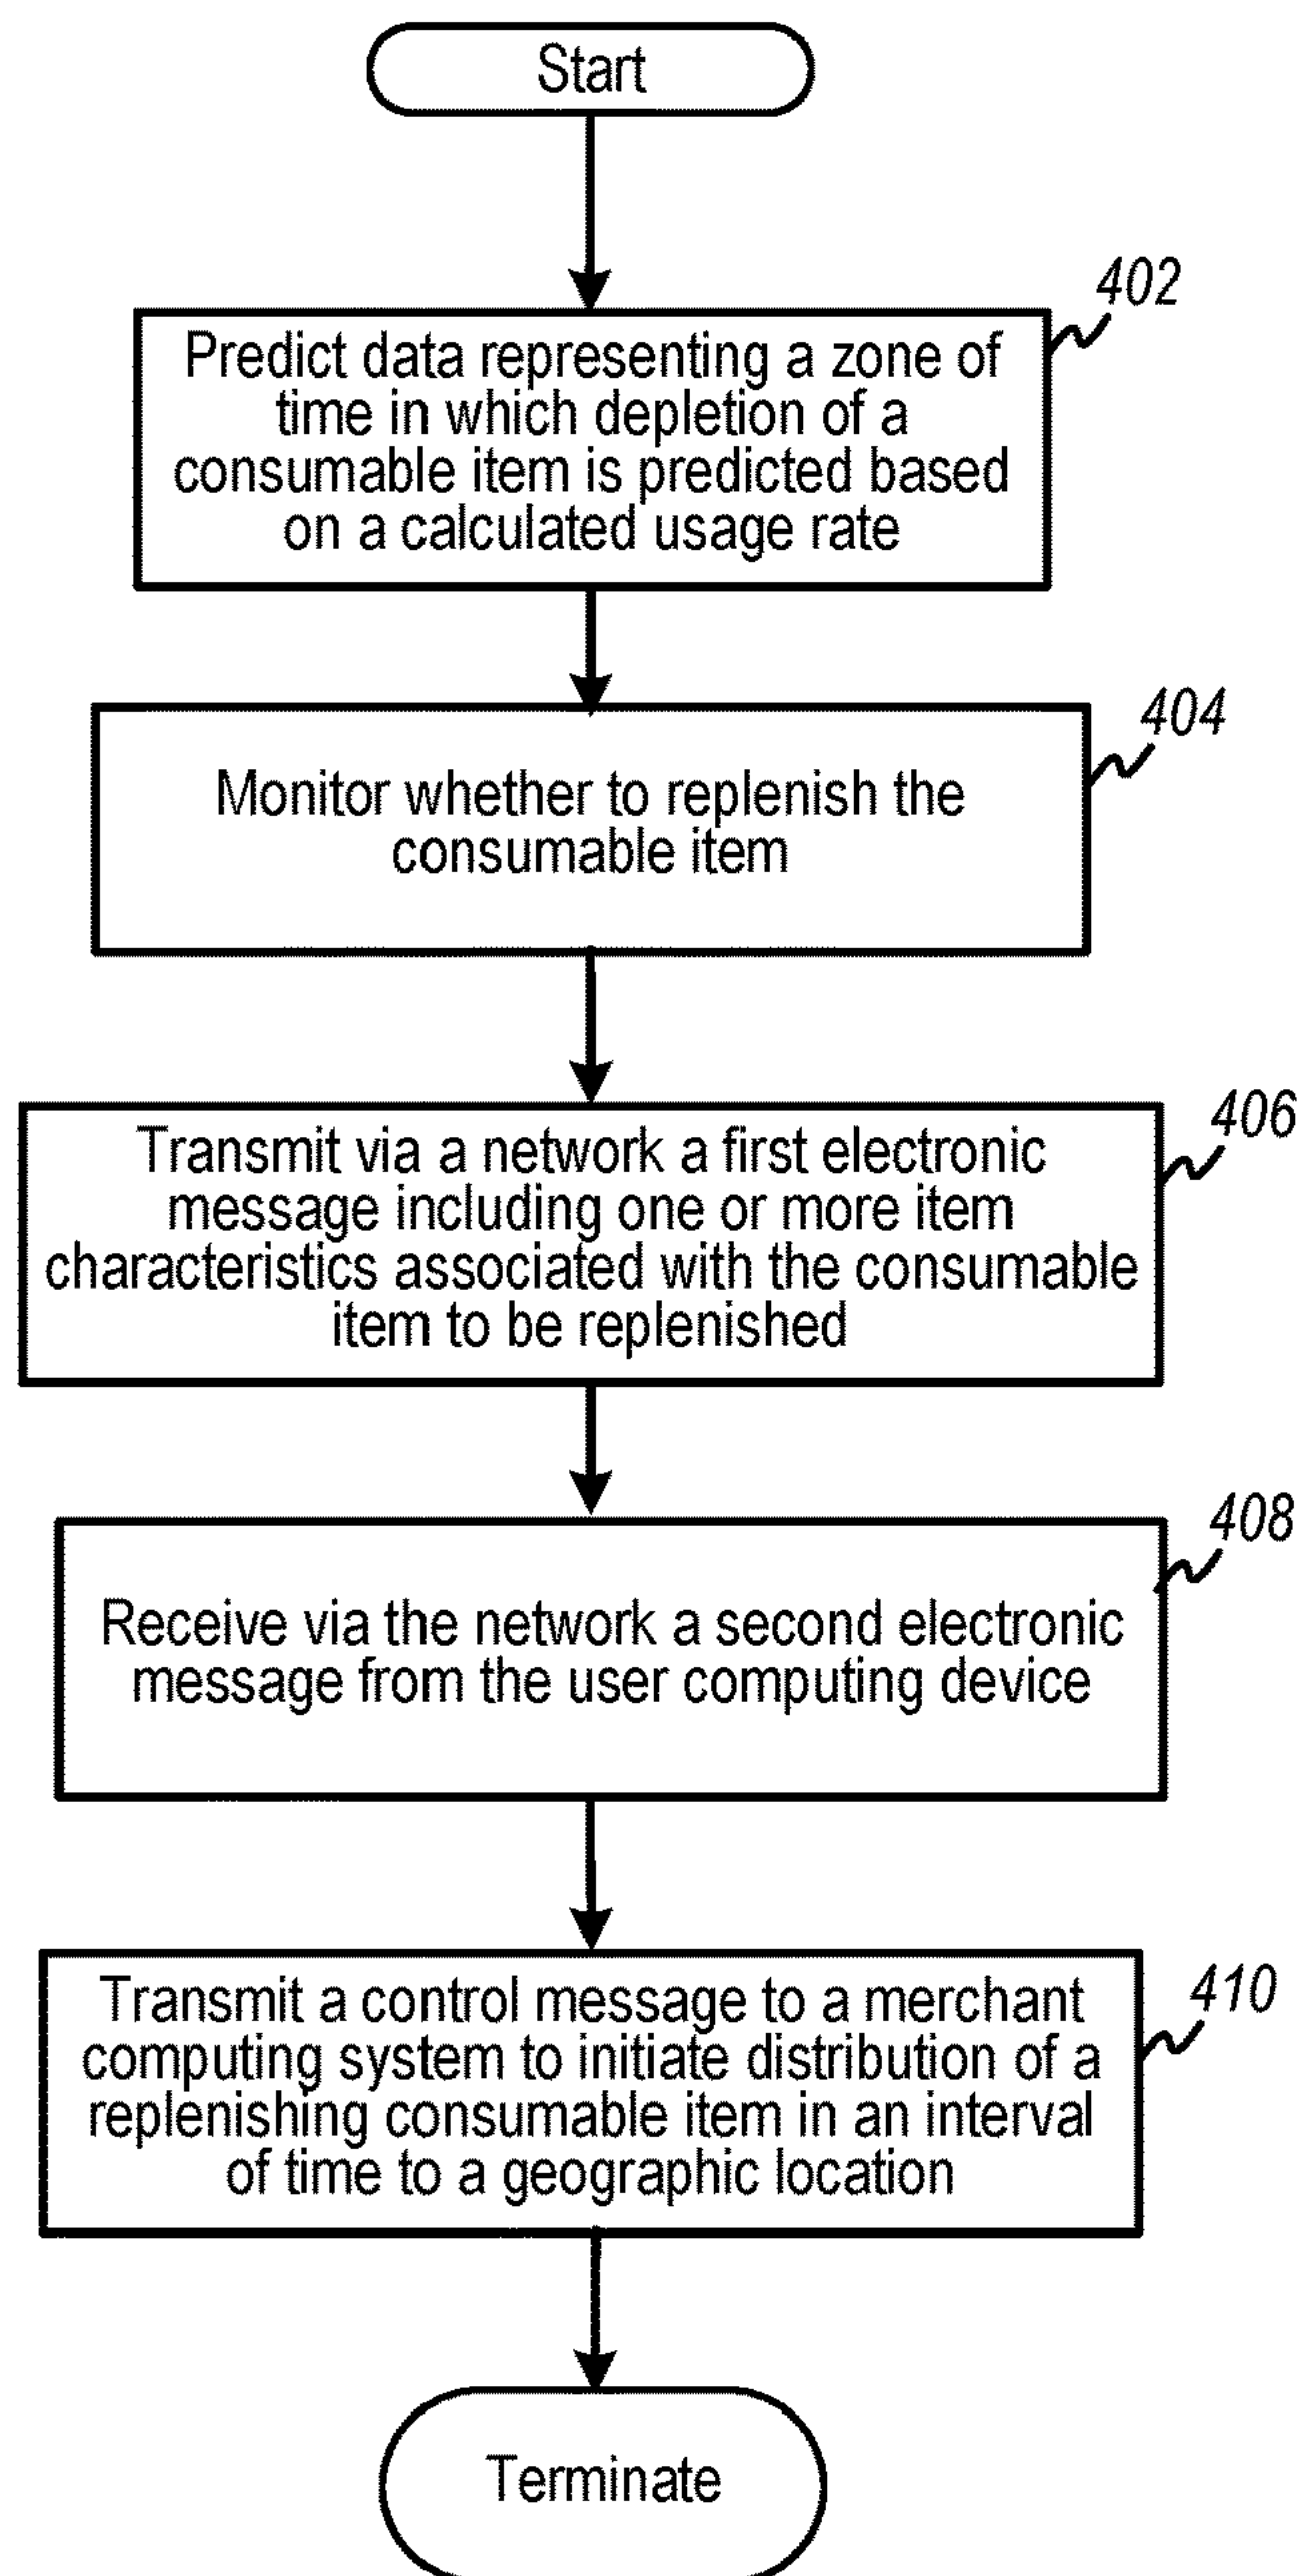 Start
402
Predict data representing a zone of
time in which depletion of a
consumable item is predicted based
on a calculated usage rate
404
Monitor whether to replenish the
consumable item
406
Transmit via a network a first electronic
message including one or more item
characteristics associated with the consumable
item to be replenished
408
Receive via the network a second electronic
message from the user computing device
410
Transmit a control message to a merchant
computing system to initiate distribution of a
replenishing consumable item in an interval
of time to a geographic location
Terminate